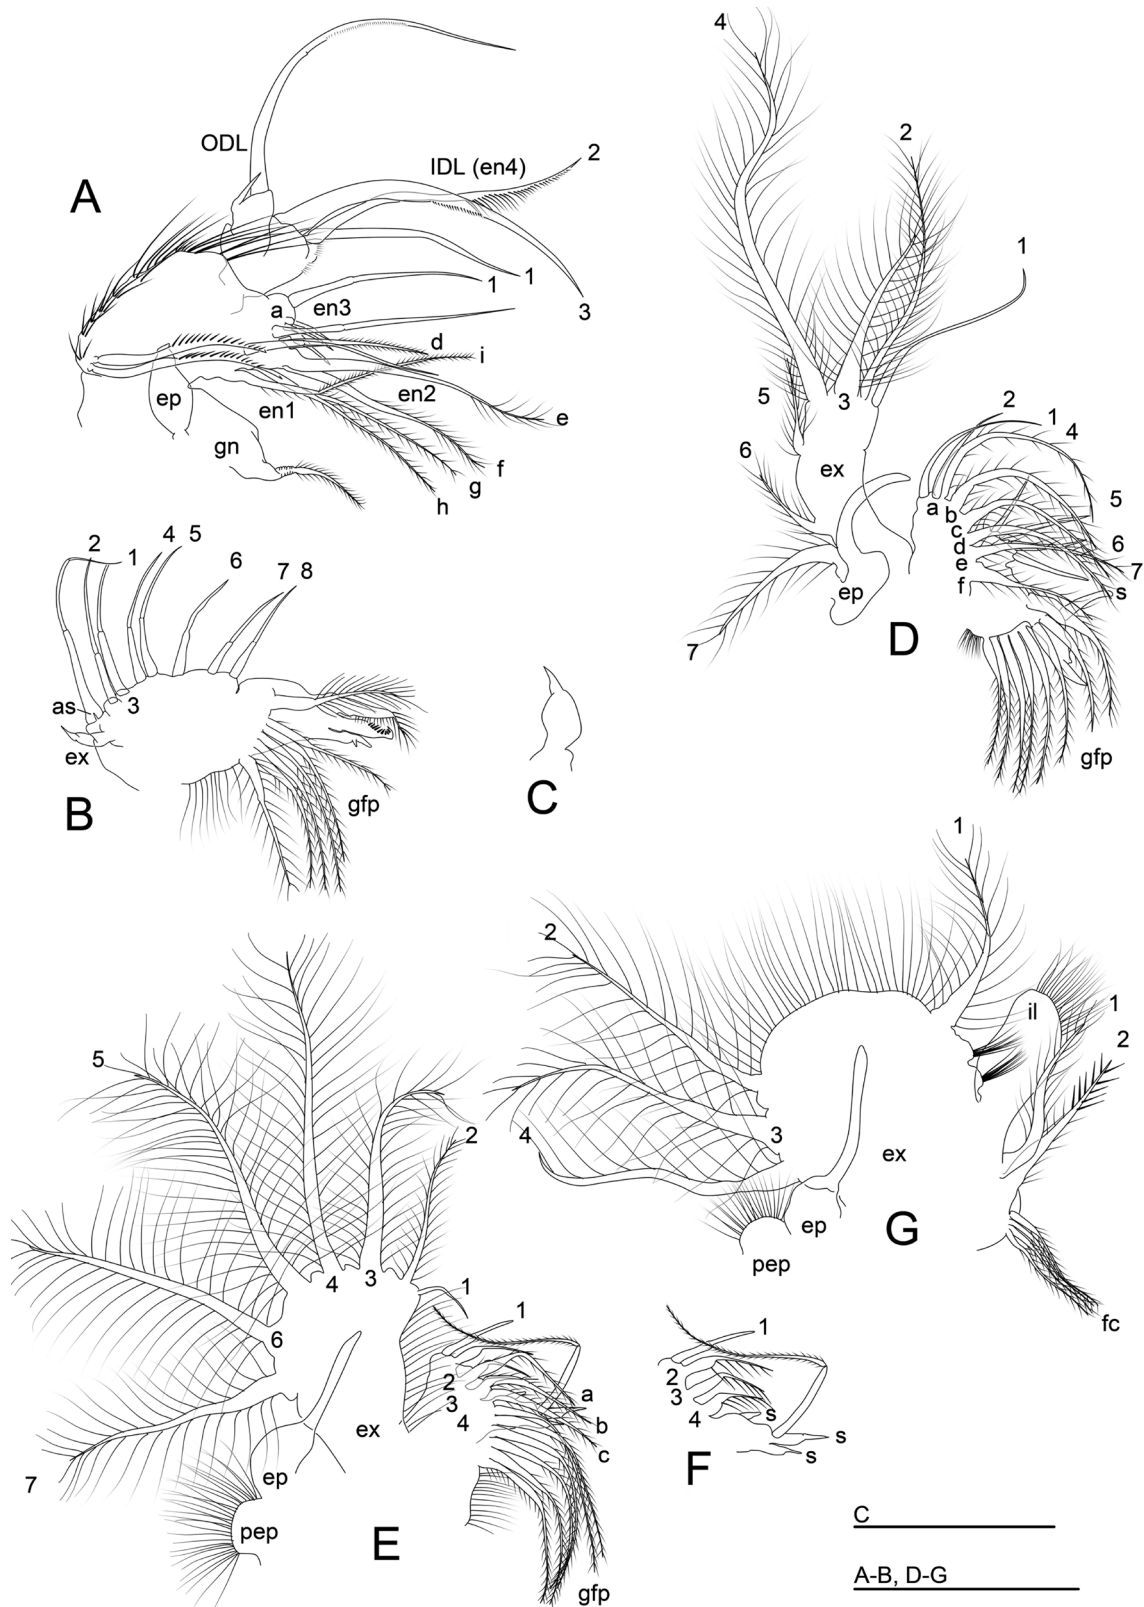 A
ODL
IDL (en4)
2
1
1
3
a
en3
d
i
en2
e
ep
en1
gn
f
g
h
B
2
1
4
5
6
7
8
as
3
ex
gfp
C
D
4
2
1
5
3
6
ex
ep
7
2
1
4
a
b
c
d
e
f
5
6
7
s
gfp
E
5
4
3
2
1
6
7
ex
ep
pep
1
2
3
4
a
b
c
gfp
F
1
2
3
4
s
s
s
G
1
2
3
4
ex
ep
pep
il
1
2
fc
C
A-B, D-G